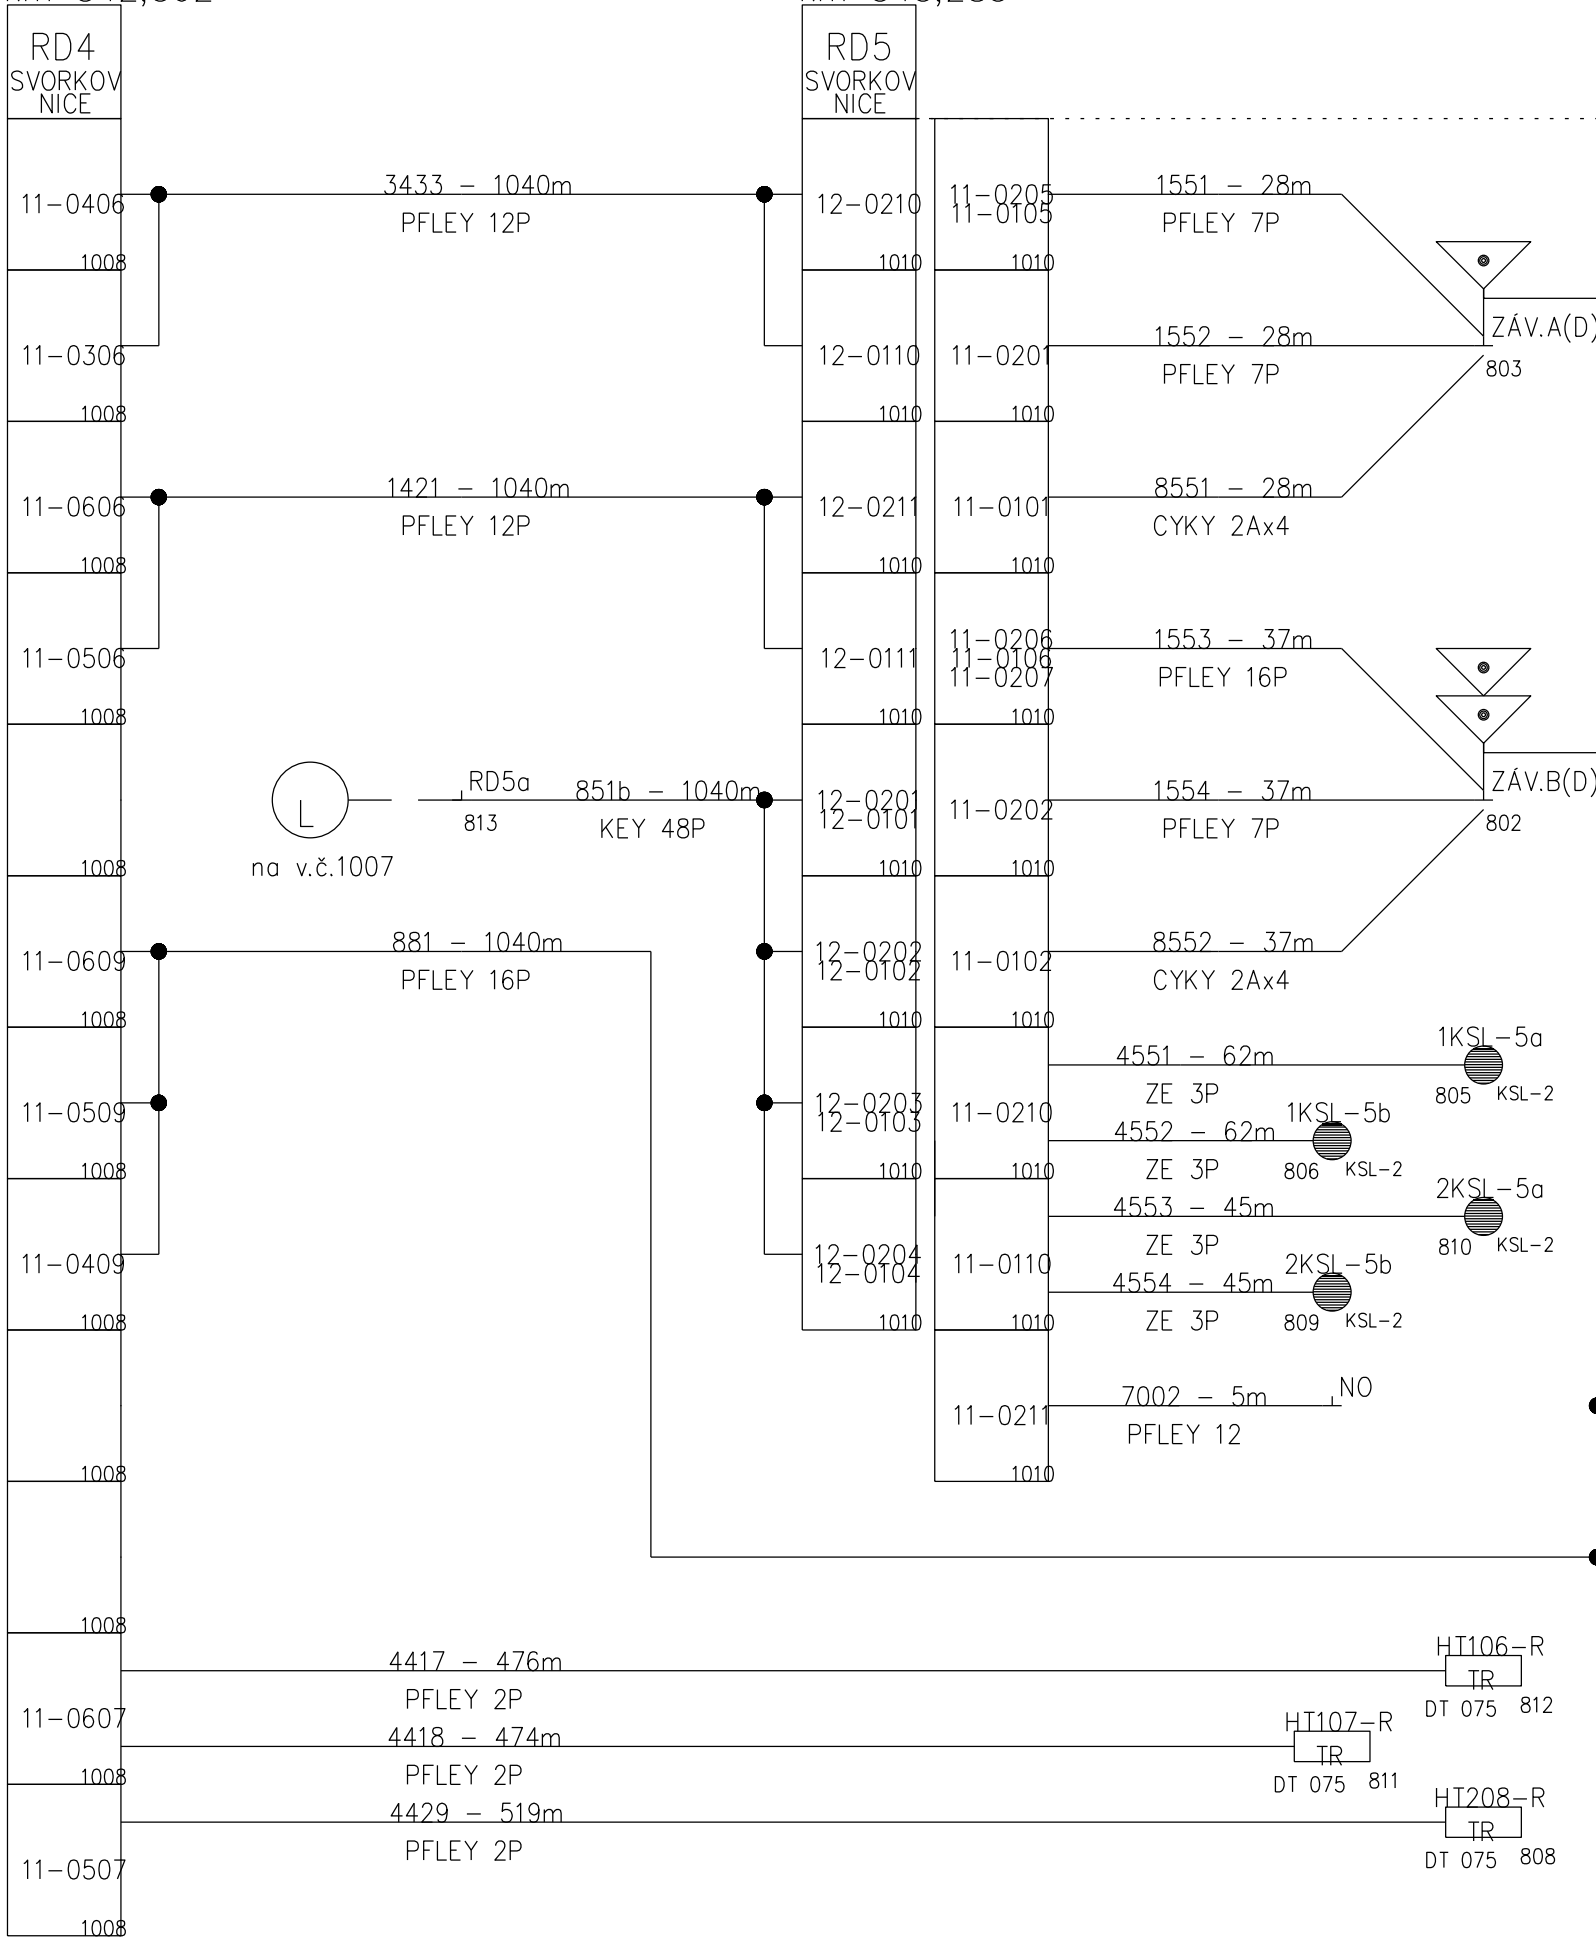 RD4
SVORKOV
NICE
RD5
SVORKOV
NICE
11-0406
1008
3433 - 1040m
PFLEY 12P
12-0210
1010
11-0205
11-0105
1010
1551 - 28m
PFLEY 7P
11-0306
1008
12-0110
1010
11-0201
1010
1552 - 28m
PFLEY 7P
ZÁV.A(D)
803
11-0606
1008
1421 - 1040m
PFLEY 12P
12-0211
1010
11-0101
1010
8551 - 28m
CYKY 2Ax4
11-0506
1008
12-0111
1010
11-0206
11-0106
11-0207
1010
1553 - 37m
PFLEY 16P
1008
L
na v.č.1007
RD5a
813
851b - 1040m
KEY 48P
12-0201
12-0101
1010
11-0202
1010
1554 - 37m
PFLEY 7P
ZÁV.B(D)
802
11-0609
1008
881 - 1040m
PFLEY 16P
12-0202
12-0102
1010
11-0102
1010
8552 - 37m
CYKY 2Ax4
11-0509
1008
12-0203
12-0103
1010
11-0210
1010
4551 - 62m
ZE 3P
1KSL-5a
805
KSL-2
4552 - 62m
ZE 3P
1KSL-5b
806
KSL-2
11-0409
1008
12-0204
12-0104
1010
11-0110
1010
4553 - 45m
ZE 3P
2KSL-5a
810
KSL-2
4554 - 45m
ZE 3P
2KSL-5b
809
KSL-2
1008
11-0211
1010
7002 - 5m
PFLEY 12
NO
1008
11-0607
1008
4417 - 476m
PFLEY 2P
HT106-R
TR
DT 075
812
4418 - 474m
PFLEY 2P
HT107-R
TR
DT 075
811
11-0507
1008
4429 - 519m
PFLEY 2P
HT208-R
TR
DT 075
808